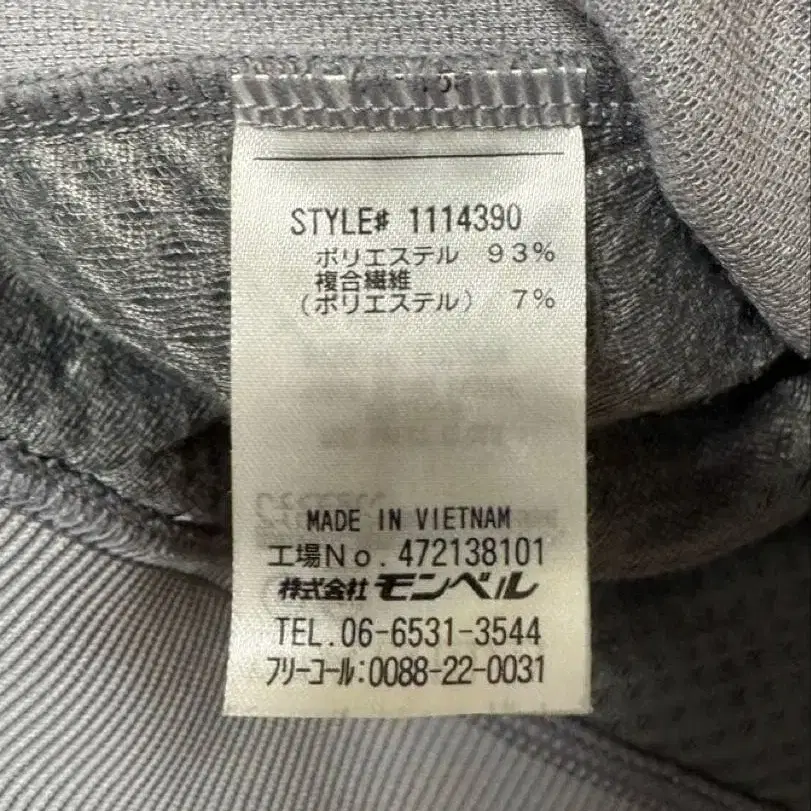 STYLE# 1114390
ポリエステル 93%
複合繊維
(ポリエステル) 7%
MADE IN VIETNAM
工場No. 472138101
株式会社 モンベル
TEL. 06-6531-3544
フリーコール:0088-22-0031